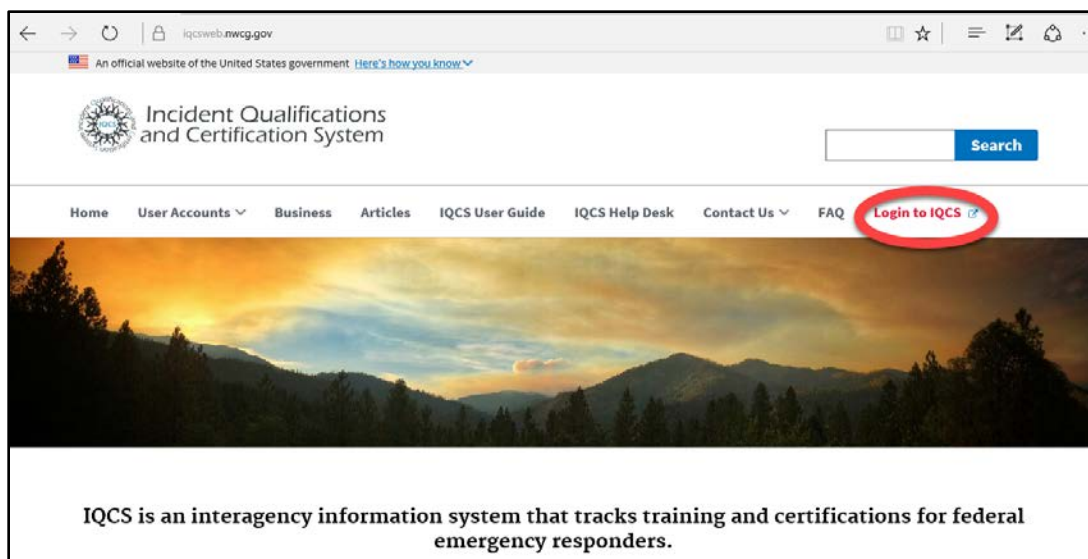 iqcsweb.nwcg.gov
An official website of the United States government Here's how you know
Incident Qualifications
and Certification System
Search
Home User Accounts Business Articles IQCS User Guide IQCS Help Desk Contact Us FAQ Login to IQCS
IQCS is an interagency information system that tracks training and certifications for federal
emergency responders.